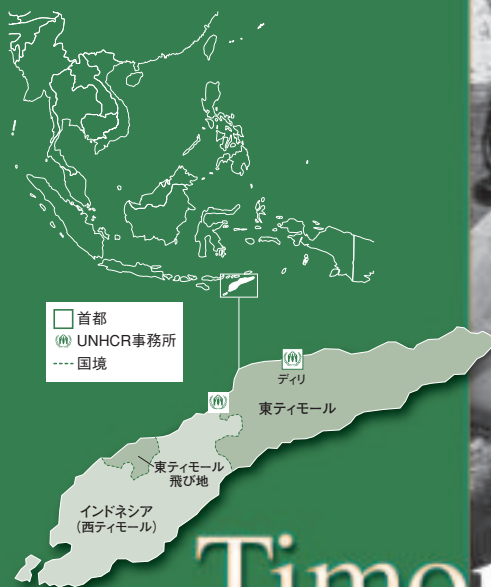 首都
UNHCR事務所
国境
ディリ
東ティモール
東ティモール
飛び地
インドネシア
(西ティモール)
Timo